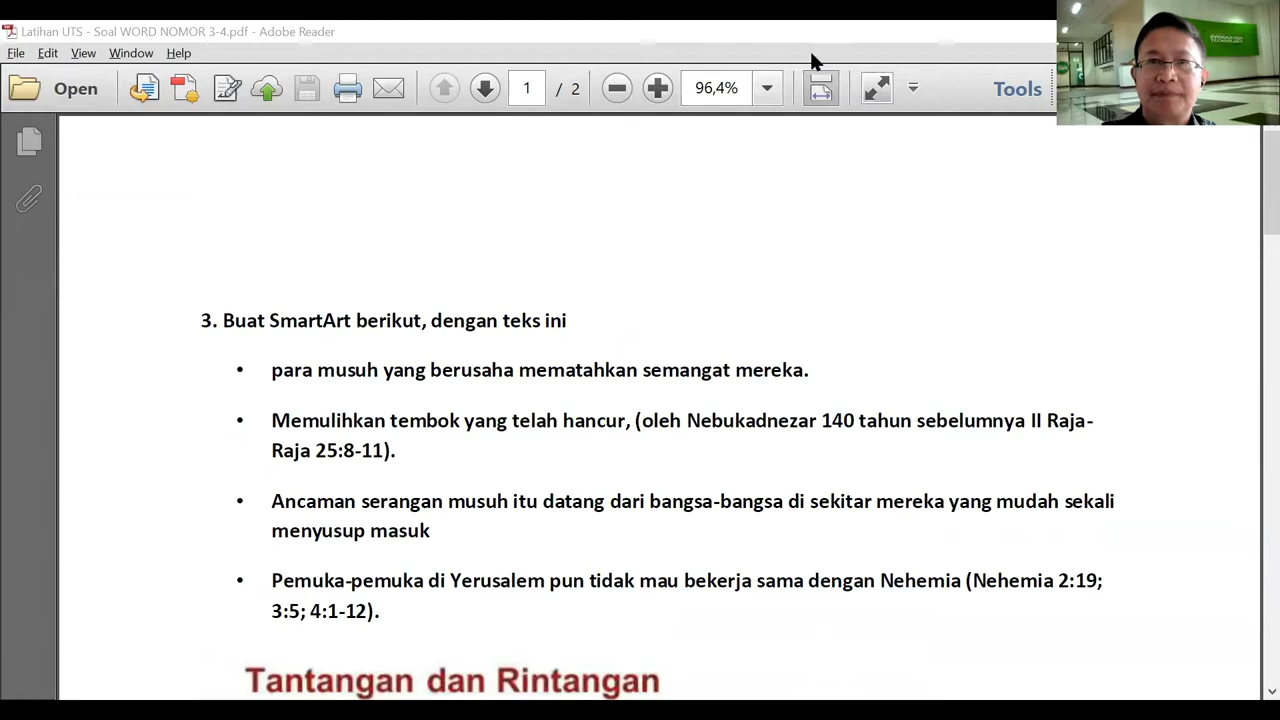 Latihan UTS - Soal WORD NOMOR 3-4.pdf - Adobe Reader
File Edit View Window Help
Open 1 / 2 96,4% Tools
INFORMATION
TECHNOLOGY
3. Buat SmartArt berikut, dengan teks ini
• para musuh yang berusaha mematahkan semangat mereka.
• Memulihkan tembok yang telah hancur, (oleh Nebukadnezar 140 tahun sebelumnya II Raja-
Raja 25:8-11).
• Ancaman serangan musuh itu datang dari bangsa-bangsa di sekitar mereka yang mudah sekali
menyusup masuk
• Pemuka-pemuka di Yerusalem pun tidak mau bekerja sama dengan Nehemia (Nehemia 2:19;
3:5; 4:1-12).
Tantangan dan Rintangan